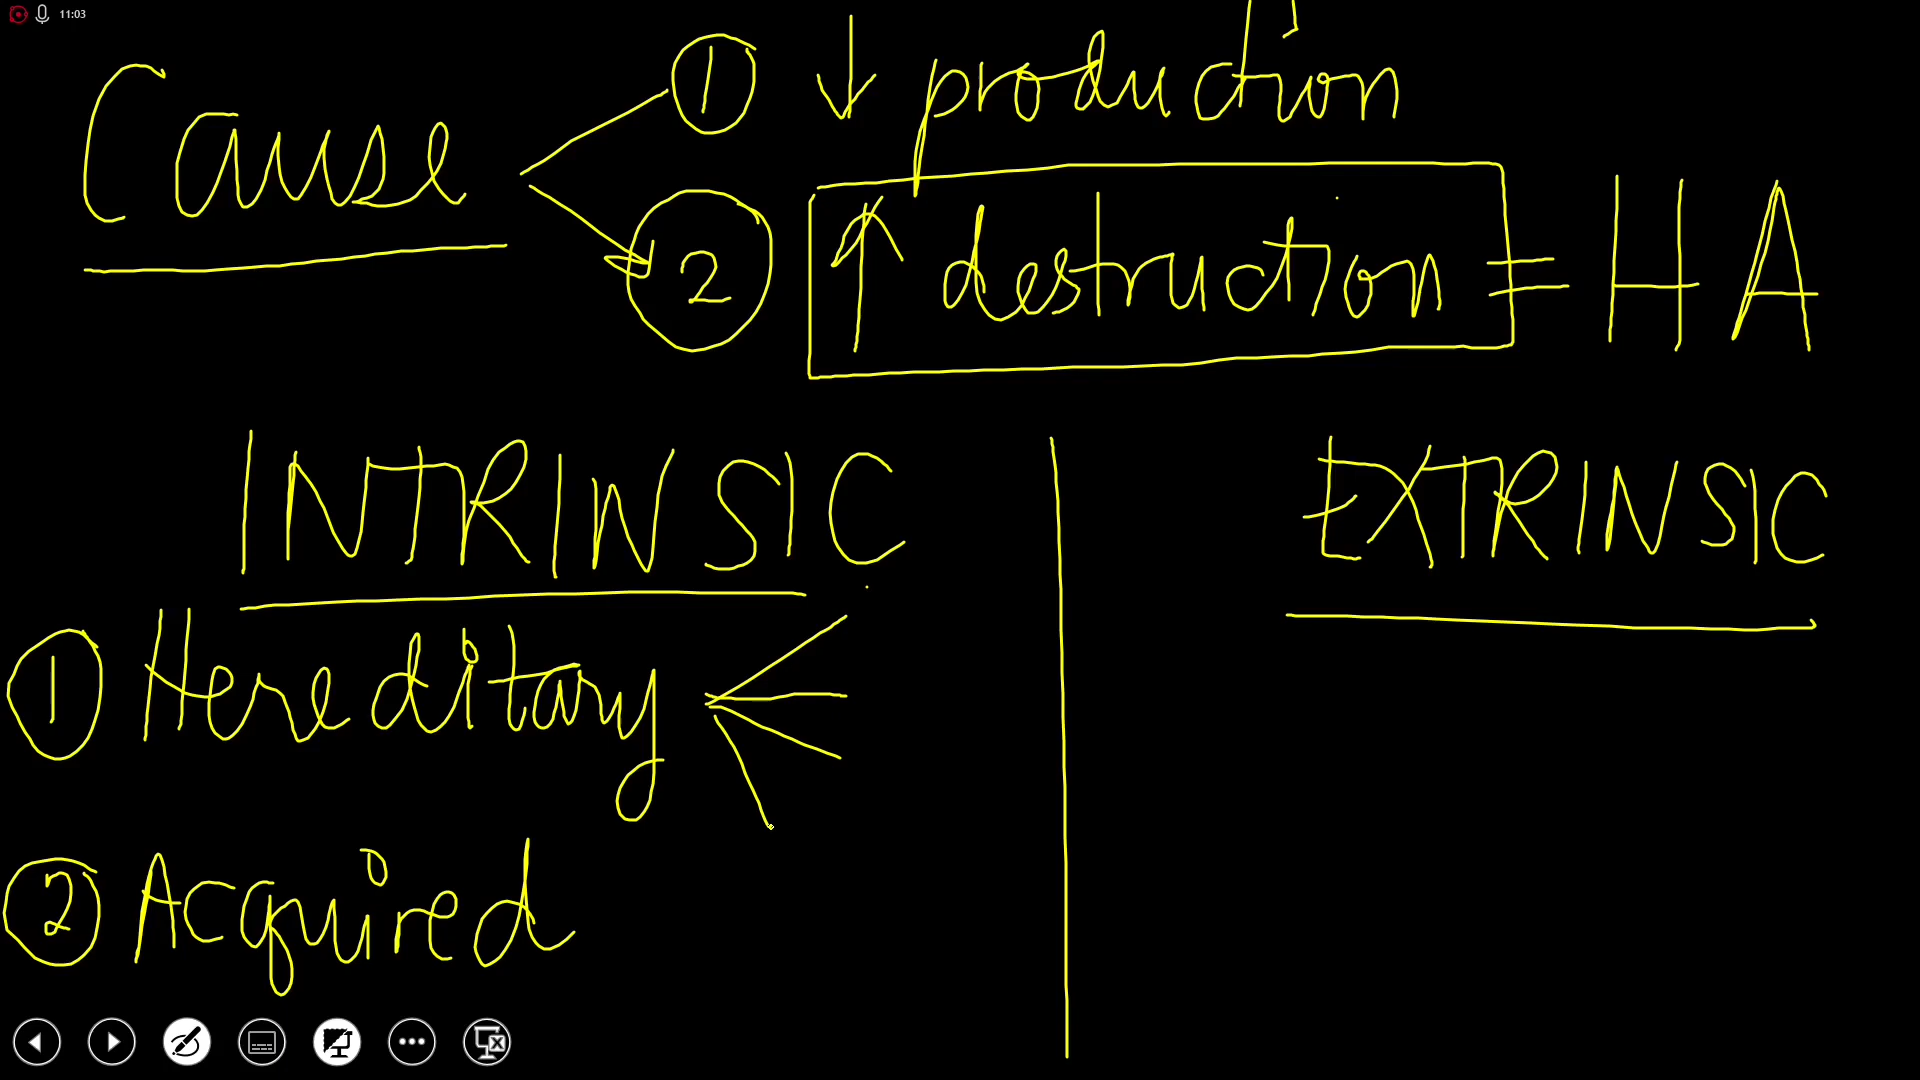 11:03
Cause
① ↓ production
② ↑ destruction = HA
INTRINSIC
EXTRINSIC
① Hereditary
② Acquired